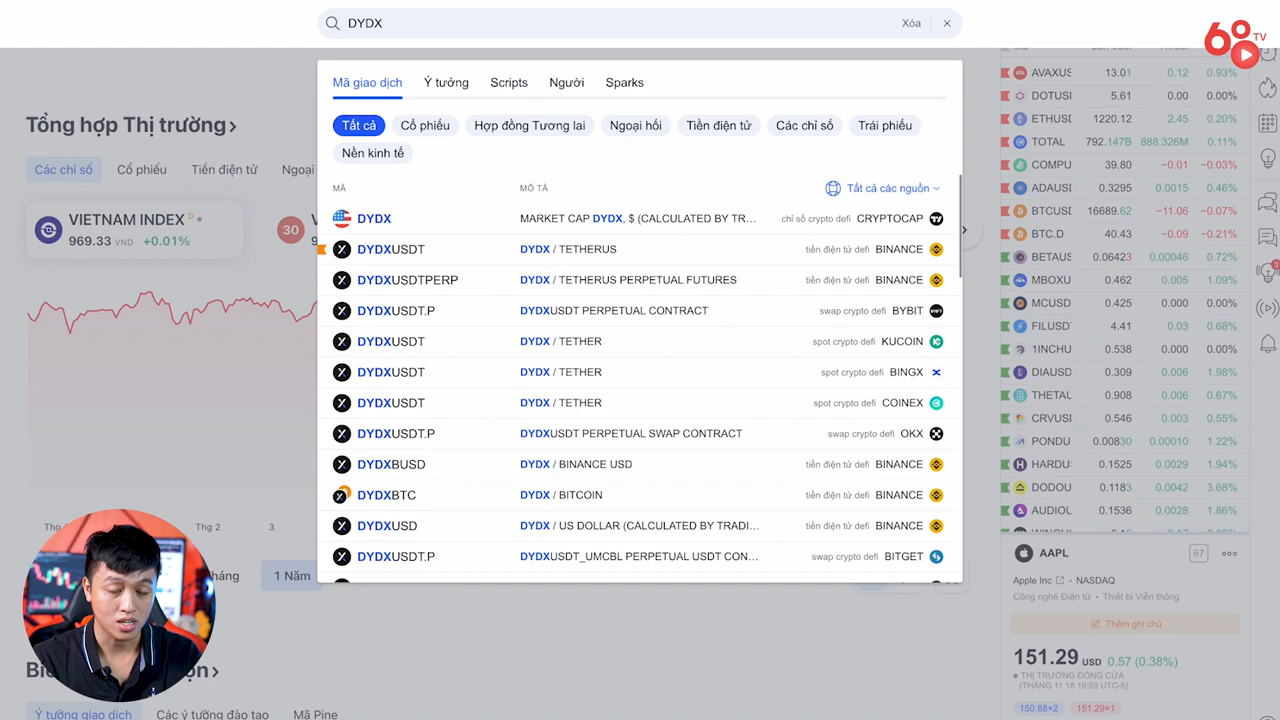 DYDX
Xóa
68 TV
Mã giao dịch Ý tưởng Scripts Người Sparks
Tất cả Cổ phiếu Hợp đồng Tương lai Ngoại hối Tiền điện tử Các chỉ số Trái phiếu
Nền kinh tế
MÃ MÔ TẢ Tất cả các nguồn
DYDX MARKET CAP DYDX, $ (CALCULATED BY TR... chỉ số crypto defi CRYPTOCAP
DYDXUSDT DYDX / TETHERUS tiền điện tử defi BINANCE
DYDXUSDTPERP DYDX / TETHERUS PERPETUAL FUTURES tiền điện tử defi BINANCE
DYDXUSDT.P DYDXUSDT PERPETUAL CONTRACT swap crypto defi BYBIT
DYDXUSDT DYDX / TETHER spot crypto defi KUCOIN
DYDXUSDT DYDX / TETHER spot crypto defi BINGX
DYDXUSDT DYDX / TETHER spot crypto defi COINEX
DYDXUSDT.P DYDXUSDT PERPETUAL SWAP CONTRACT swap crypto defi OKX
DYDXBUSD DYDX / BINANCE USD tiền điện tử defi BINANCE
DYDXBTC DYDX / BITCOIN tiền điện tử defi BINANCE
DYDXUSD DYDX / US DOLLAR (CALCULATED BY TRADI... tiền điện tử defi BINANCE
DYDXUSDT.P DYDXUSDT_UMCBL PERPETUAL USDT CON... swap crypto defi BITGET
Tổng hợp Thị trường
Các chỉ số Cổ phiếu Tiền điện tử Ngoại
VIETNAM INDEX D
969.33 VND +0.01%
30
Thg 2 3
1 Năm
Ý tưởng giao dịch Các ý tưởng đào tạo Mã Pine
AVAXUS 13.01 0.12 0.93%
DOTUSI 5.61 0.00 0.00%
ETHUSI 1220.12 2.45 0.20%
TOTAL 792.147B 888.326M 0.11%
COMPU 39.80 −0.01 −0.03%
ADAUSI 0.3295 0.0015 0.46%
BTCUSI 16689.62 −11.06 −0.07%
BTC.D 40.43 −0.09 −0.21%
BETAUS 0.06423 0.00046 0.72%
MBOXU 0.462 0.005 1.09%
MCUSD 0.425 0.000 0.00%
FILUSD 4.41 0.03 0.68%
1INCHU 0.538 0.000 0.00%
DIAUSD 0.309 0.006 1.98%
THETAU 0.908 0.006 0.67%
CRVUSI 0.546 0.003 0.55%
PONDU 0.00830 0.00010 1.22%
HARDU 0.1525 0.0029 1.94%
DODOU 0.1183 0.0042 3.68%
AUDIOU 0.1536 0.0028 1.86%
AAPL 67
Apple Inc • NASDAQ
Công nghệ Điện tử • Thiết bị Viễn thông
Thêm ghi chú
151.29 USD 0.57 (0.38%)
THỊ TRƯỜNG ĐÓNG CỬA
(THÁNG 11 18 19:59 UTC-5)
150.88×2 151.29×1